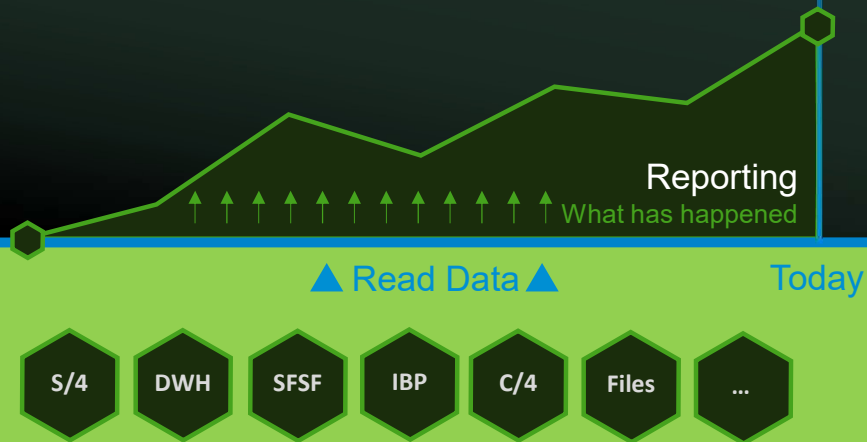 Reporting
What has happened
Read Data
Today
S/4
DWH
SFSF
IBP
C/4
Files
...